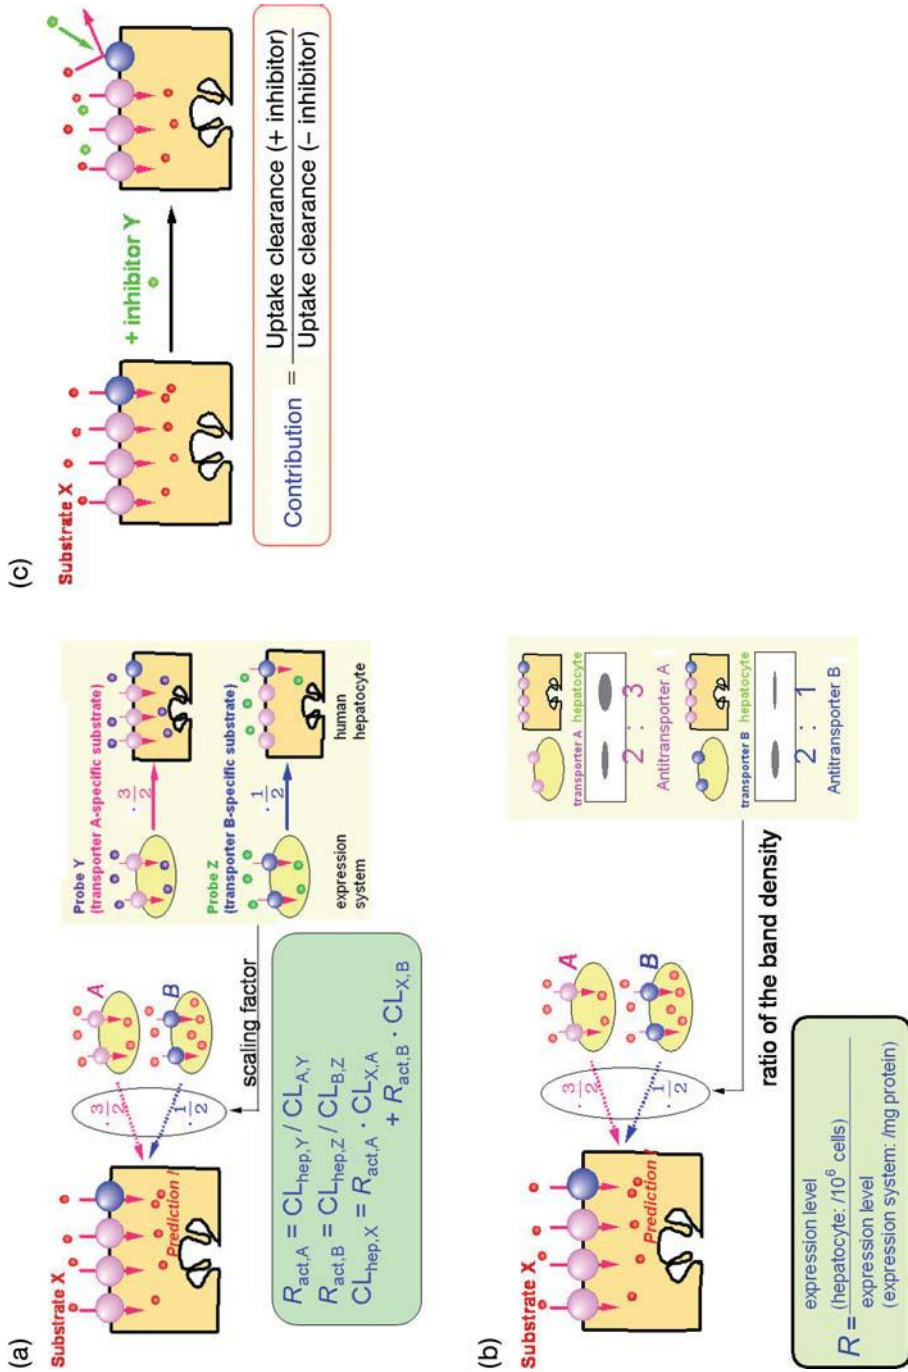 (a)
Substrate X
Prediction !
· 3/2
· 1/2
A
B
scaling factor
R_act,A = CL_hep,Y / CL_A,Y
R_act,B = CL_hep,Z / CL_B,Z
CL_hep,X = R_act,A · CL_X,A
+ R_act,B · CL_X,B
Probe Y
(transporter A-specific substrate)
· 3/2
Probe Z
(transporter B-specific substrate)
· 1/2
expression
system
human
hepatocyte
(b)
Substrate X
Prediction !
· 3/2
· 1/2
A
B
ratio of the band density
R = expression level
(hepatocyte: /10⁶ cells)
expression level
(expression system: /mg protein)
transporter A hepatocyte
2 : 3
Antitransporter A
transporter B hepatocyte
2 : 1
Antitransporter B
(c)
Substrate X
+ inhibitor Y
Contribution = Uptake clearance (+ inhibitor)
Uptake clearance (− inhibitor)